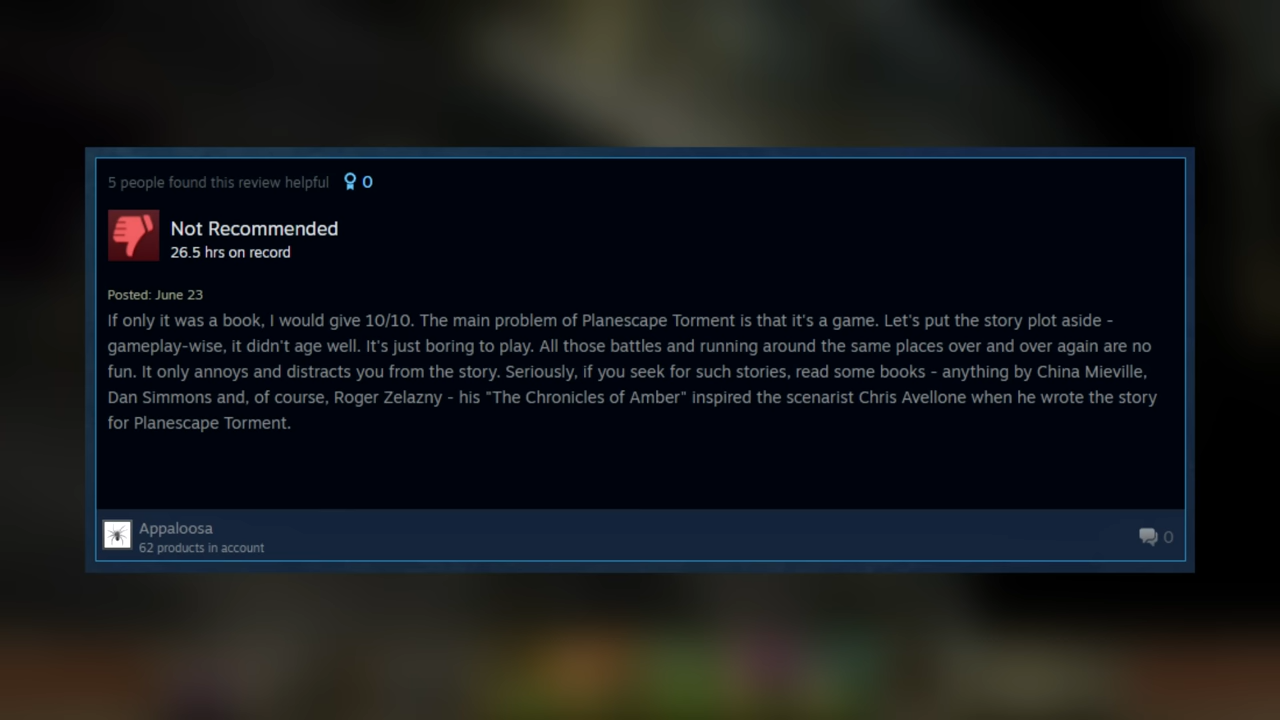 5 people found this review helpful 0
Not Recommended
26.5 hrs on record
Posted: June 23
If only it was a book, I would give 10/10. The main problem of Planescape Torment is that it's a game. Let's put the story plot aside -
gameplay-wise, it didn't age well. It's just boring to play. All those battles and running around the same places over and over again are no
fun. It only annoys and distracts you from the story. Seriously, if you seek for such stories, read some books - anything by China Mieville,
Dan Simmons and, of course, Roger Zelazny - his "The Chronicles of Amber" inspired the scenarist Chris Avellone when he wrote the story
for Planescape Torment.
Appaloosa
62 products in account
0